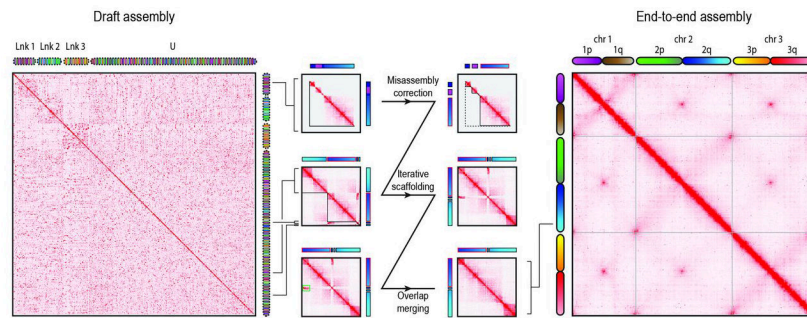 Draft assembly
End-to-end assembly
Lnk 1 Lnk 2 Lnk 3 U
Misassembly
correction
Iterative
scaffolding
Overlap
merging
chr 1 chr 2 chr 3
1p 1q 2p 2q 3p 3q